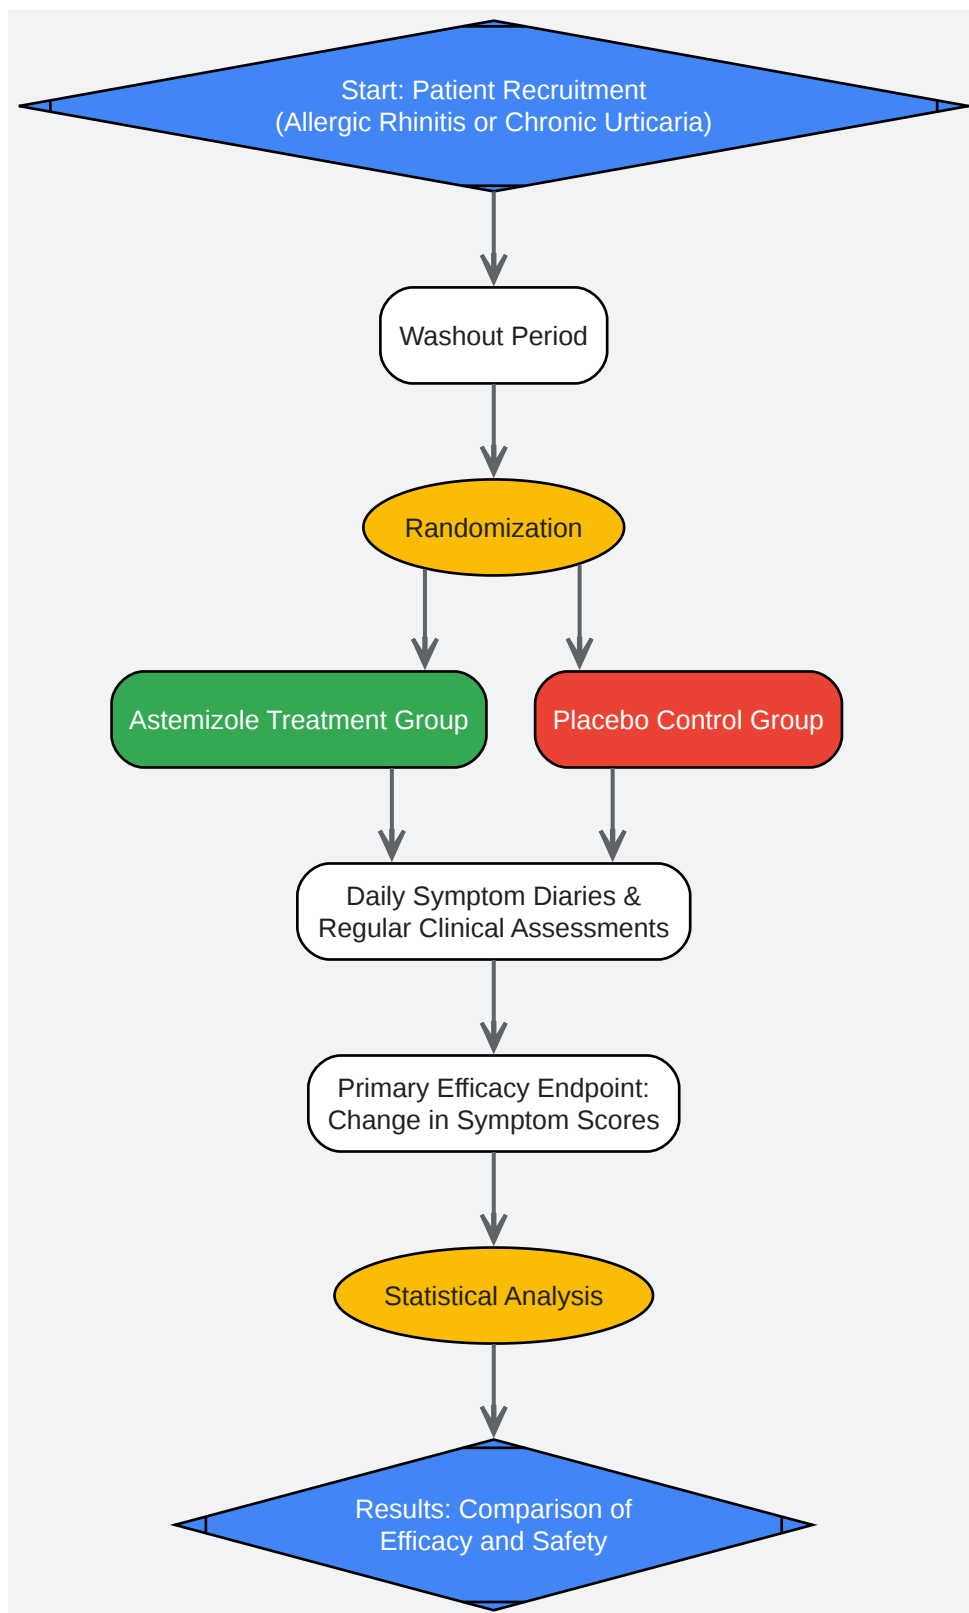 Start: Patient Recruitment
(Allergic Rhinitis or Chronic Urticaria)
Washout Period
Randomization
Astemizole Treatment Group
Placebo Control Group
Daily Symptom Diaries &
Regular Clinical Assessments
Primary Efficacy Endpoint:
Change in Symptom Scores
Statistical Analysis
Results: Comparison of
Efficacy and Safety